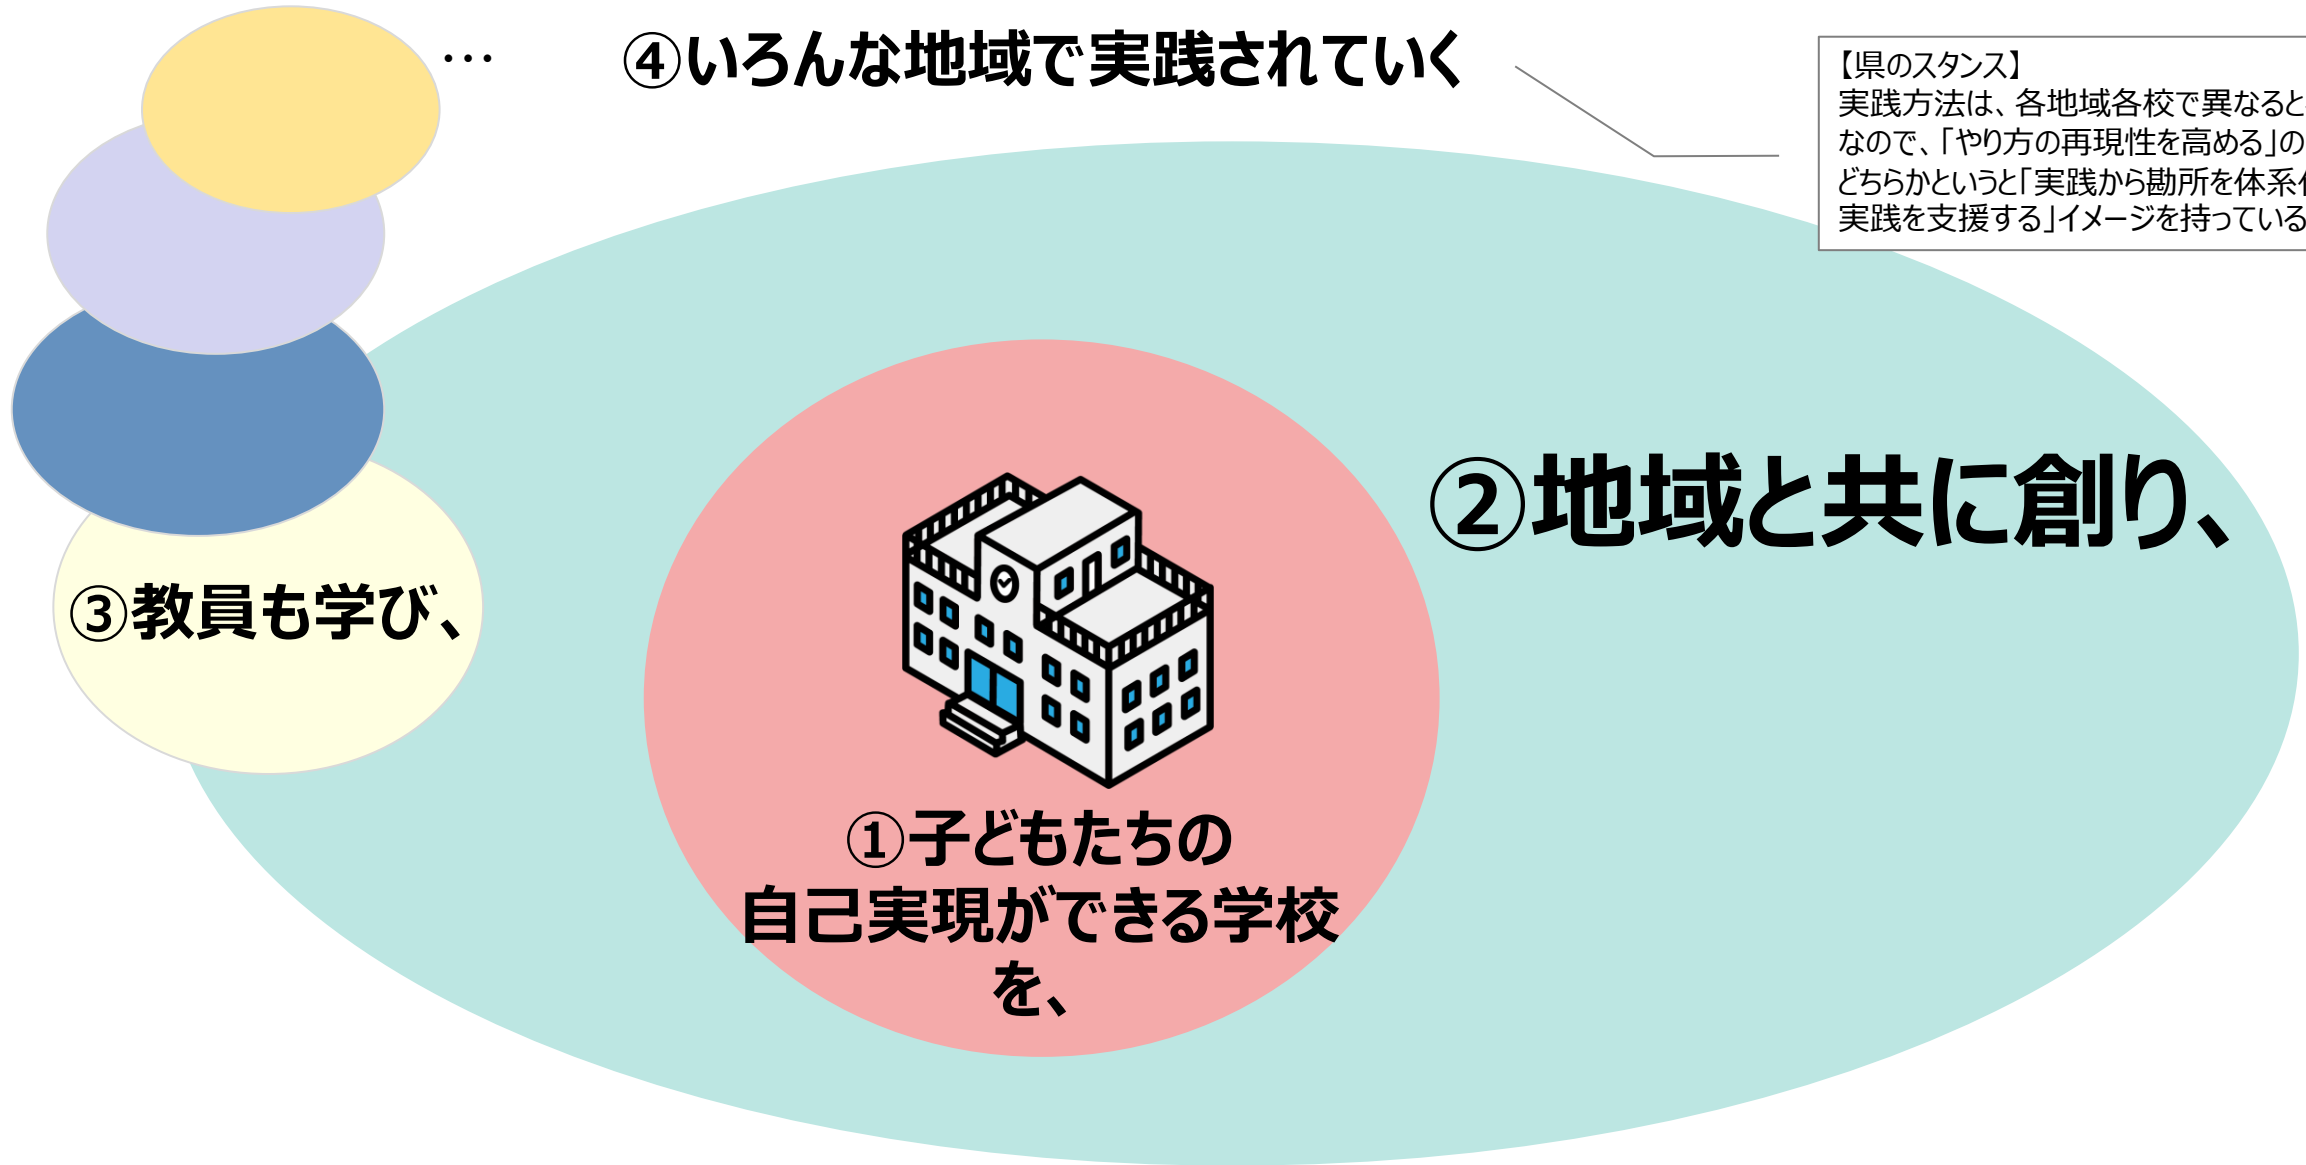 …
④いろんな地域で実践されていく
【県のスタンス】
実践方法は、各地域各校で異なると
なので、「やり方の再現性を高める」の
どちらかというと「実践から勘所を体系
実践を支援する」イメージを持っている
②地域と共に創り、
③教員も学び、
①子どもたちの
自己実現ができる学校
を、